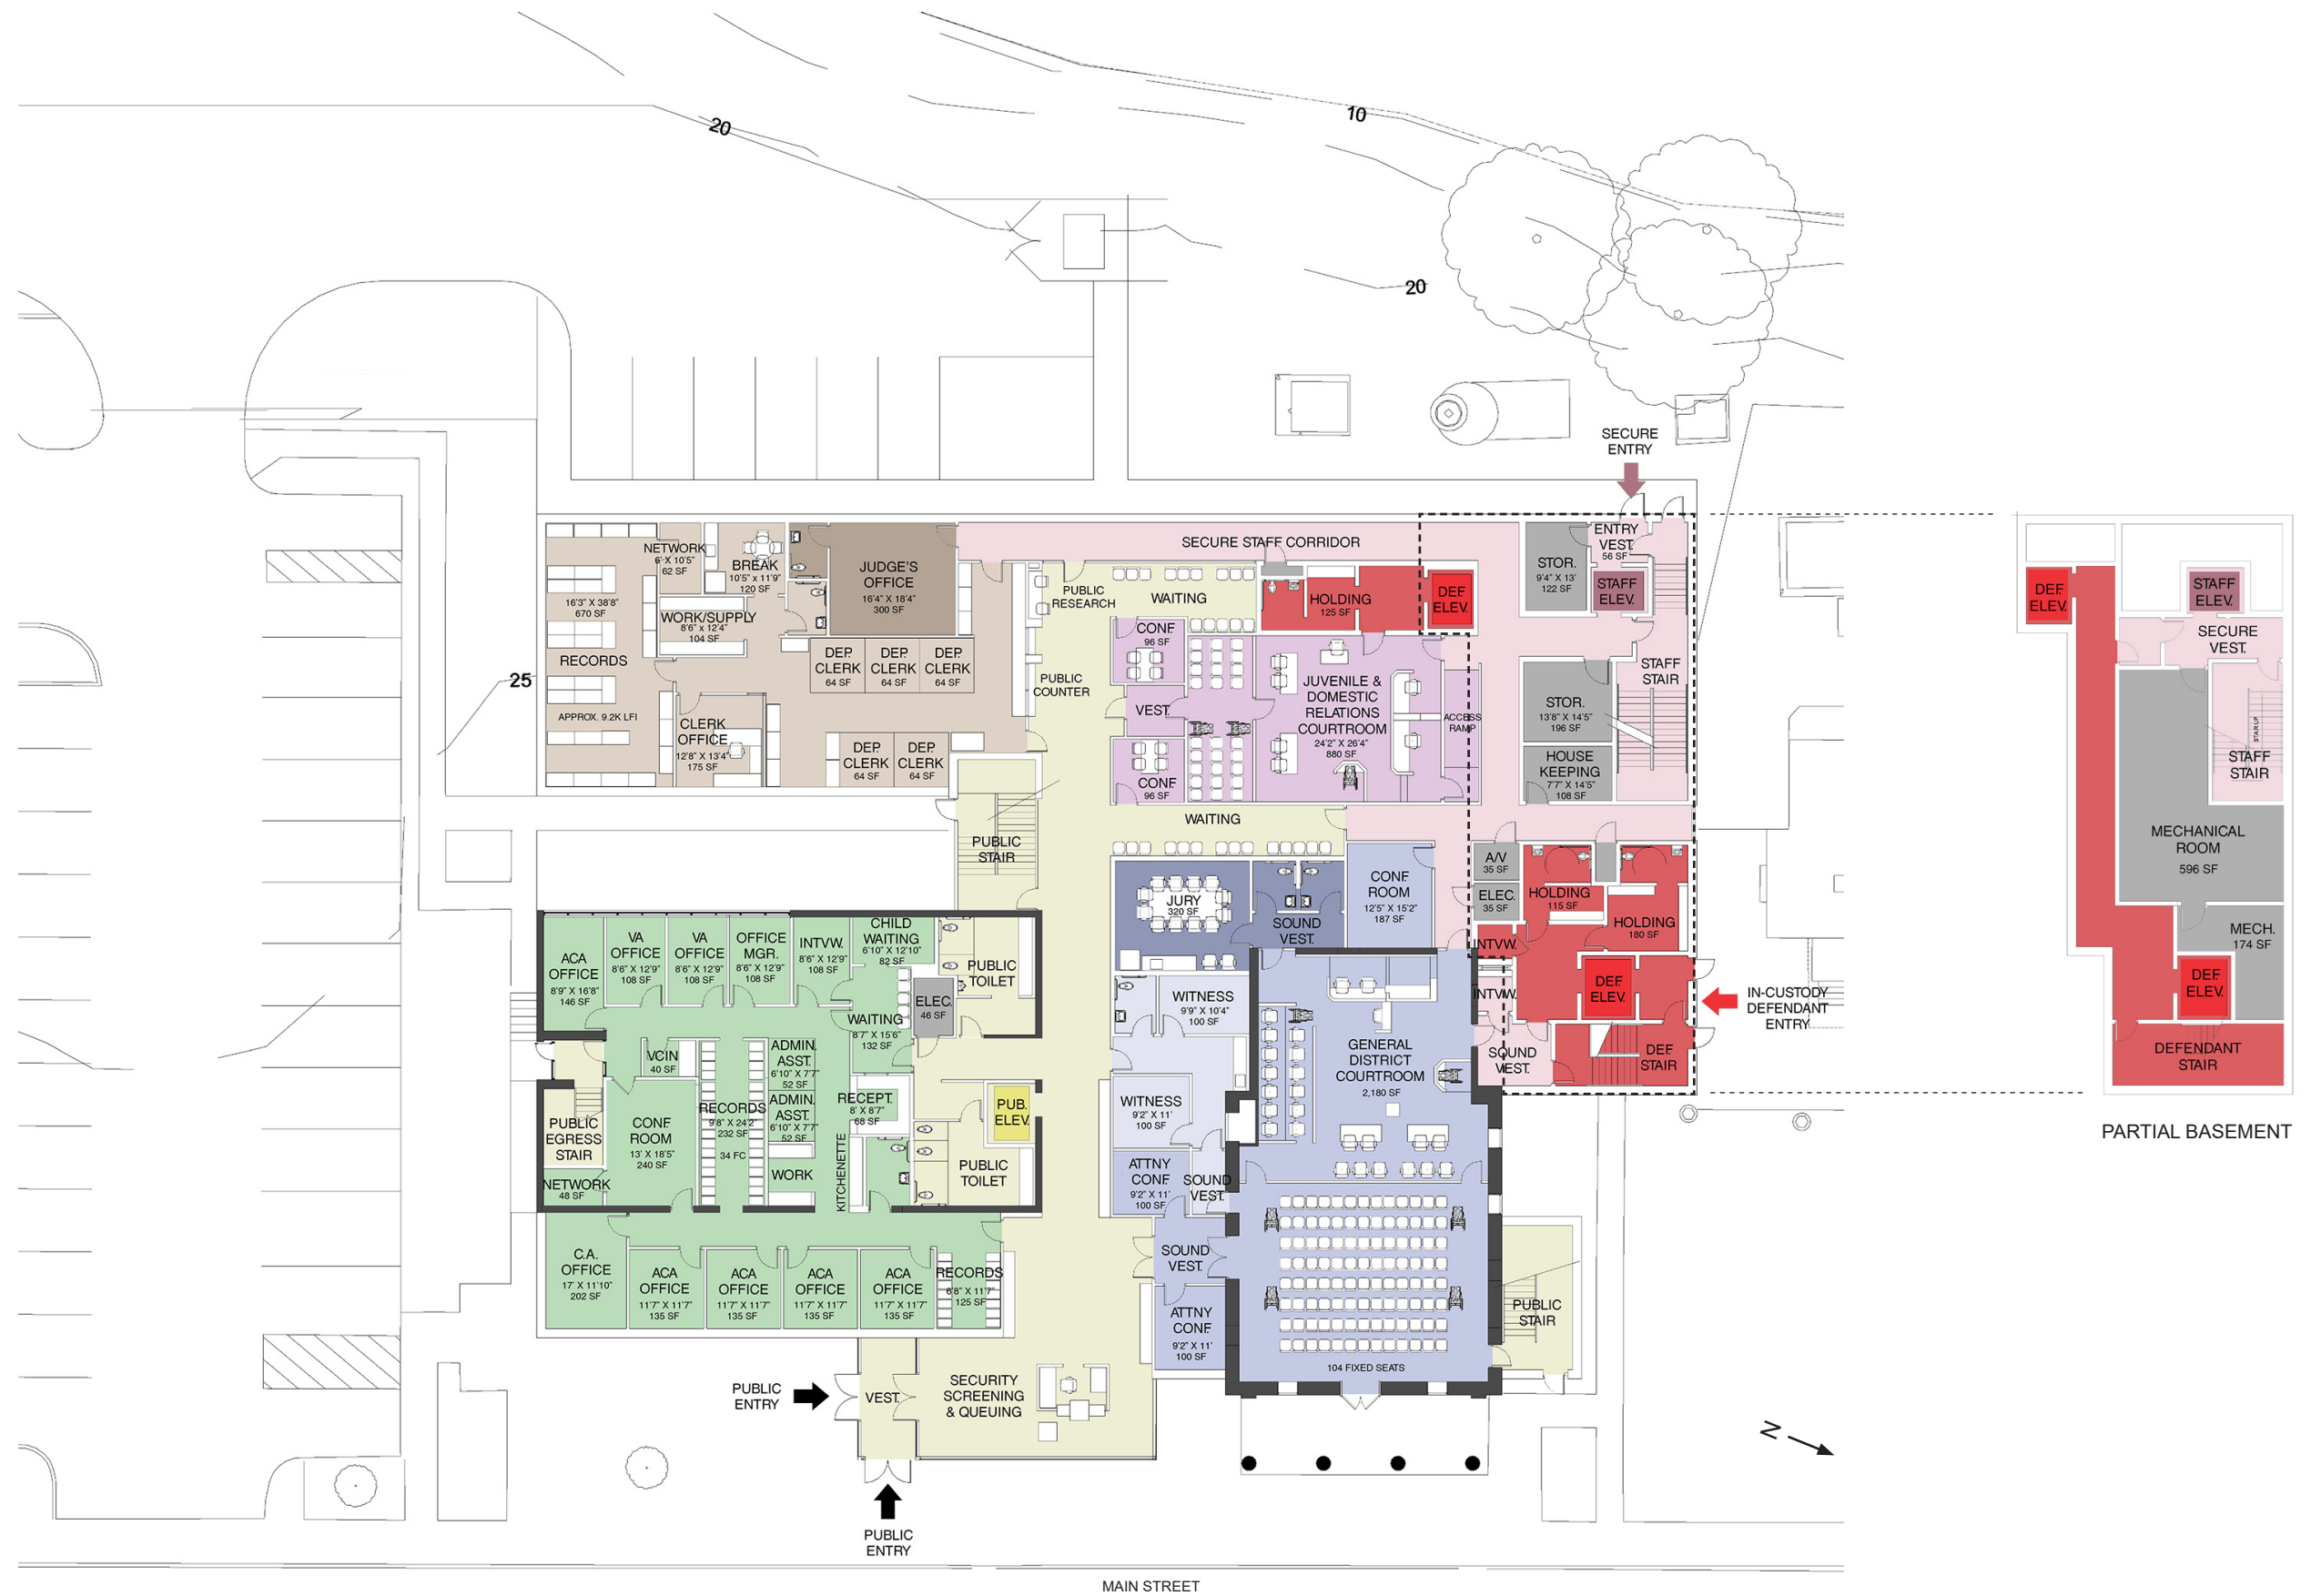 20
10
20
25
SECURE
ENTRY
NETWORK
6' X 10'5"
62 SF
BREAK
10'5" x 11'9"
120 SF
JUDGE'S
OFFICE
16'4" X 18'4"
300 SF
SECURE STAFF CORRIDOR
STOR.
9'4" X 13'
122 SF
ENTRY
VEST.
56 SF
STAFF
ELEV.
16'3" X 38'8"
670 SF
RECORDS
APPROX. 9.2K LFI
WORK/SUPPLY
8'6" X 12'4"
104 SF
DEP.
CLERK
64 SF
DEP.
CLERK
64 SF
DEP.
CLERK
64 SF
CLERK
OFFICE
12'8" X 13'4"
175 SF
DEP.
CLERK
64 SF
DEP.
CLERK
64 SF
PUBLIC
RESEARCH
WAITING
HOLDING
125 SF
DEF.
ELEV.
PUBLIC
COUNTER
CONF.
96 SF
VEST.
CONF.
96 SF
JUVENILE &
DOMESTIC
RELATIONS
COURTROOM
24'2" X 26'4"
880 SF
ACCESS
RAMP
STAFF
STAIR
STOR.
13'8" X 14'5"
196 SF
HOUSE
KEEPING
7'7" X 14'5"
108 SF
WAITING
PUBLIC
STAIR
JURY
320 SF
SOUND
VEST.
CONF.
ROOM
12'5" X 15'2"
187 SF
A/V
35 SF
ELEC.
35 SF
HOLDING
115 SF
HOLDING
180 SF
INTVW.
INTVW.
DEF.
ELEV.
IN-CUSTODY
DEFENDANT
ENTRY
SOUND
VEST.
DEF.
STAIR
ACA
OFFICE
8'9" X 16'8"
146 SF
VA
OFFICE
8'6" X 12'9"
108 SF
VA
OFFICE
8'6" X 12'9"
108 SF
OFFICE
MGR.
8'6" X 12'9"
108 SF
INTVW.
8'6" X 12'9"
108 SF
CHILD
WAITING
6'10" X 12'10"
82 SF
PUBLIC
TOILET
ELEC.
46 SF
WAITING
8'7" X 15'6"
132 SF
VCIN
40 SF
ADMIN.
ASST.
6'10" X 7'7"
52 SF
ADMIN.
ASST.
6'10" X 7'7"
52 SF
RECORDS
9'8" X 24'2"
232 SF
34 FC
RECEPT.
8' X 8'7"
68 SF
PUB.
ELEV.
PUBLIC
EGRESS
STAIR
CONF.
ROOM
13' X 18'5"
240 SF
WORK
KITCHENETTE
PUBLIC
TOILET
NETWORK
48 SF
C.A.
OFFICE
17' X 11'10"
202 SF
ACA
OFFICE
11'7" X 11'7"
135 SF
ACA
OFFICE
11'7" X 11'7"
135 SF
ACA
OFFICE
11'7" X 11'7"
135 SF
ACA
OFFICE
11'7" X 11'7"
135 SF
RECORDS
6'8" X 11'7"
125 SF
WITNESS
9'9" X 10'4"
100 SF
WITNESS
9'2" X 11'
100 SF
ATTNY
CONF.
9'2" X 11'
100 SF
SOUND
VEST.
SOUND
VEST.
ATTNY
CONF.
9'2" X 11'
100 SF
GENERAL
DISTRICT
COURTROOM
2,180 SF
104 FIXED SEATS
PUBLIC
STAIR
PUBLIC
ENTRY
VEST.
SECURITY
SCREENING
& QUEUING
PUBLIC
ENTRY
N
MAIN STREET
DEF.
ELEV.
STAFF
ELEV.
SECURE
VEST.
STAIR UP
STAFF
STAIR
MECHANICAL
ROOM
596 SF
MECH.
174 SF
DEF.
ELEV.
DEFENDANT
STAIR
PARTIAL BASEMENT